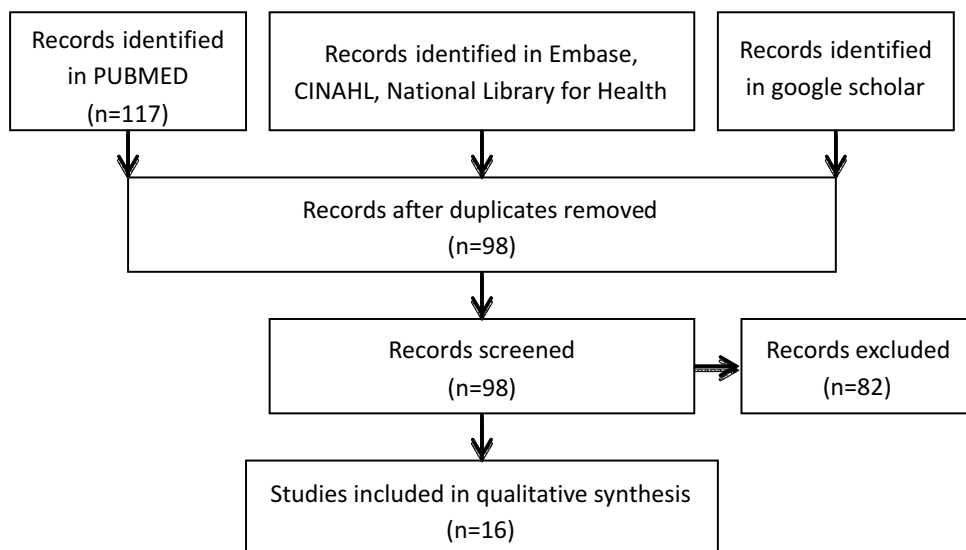 Records identified
in PUBMED
(n=117)
Records identified in Embase,
CINAHL, National Library for Health
Records identified
in google scholar
Records after duplicates removed
(n=98)
Records screened
(n=98)
Records excluded
(n=82)
Studies included in qualitative synthesis
(n=16)